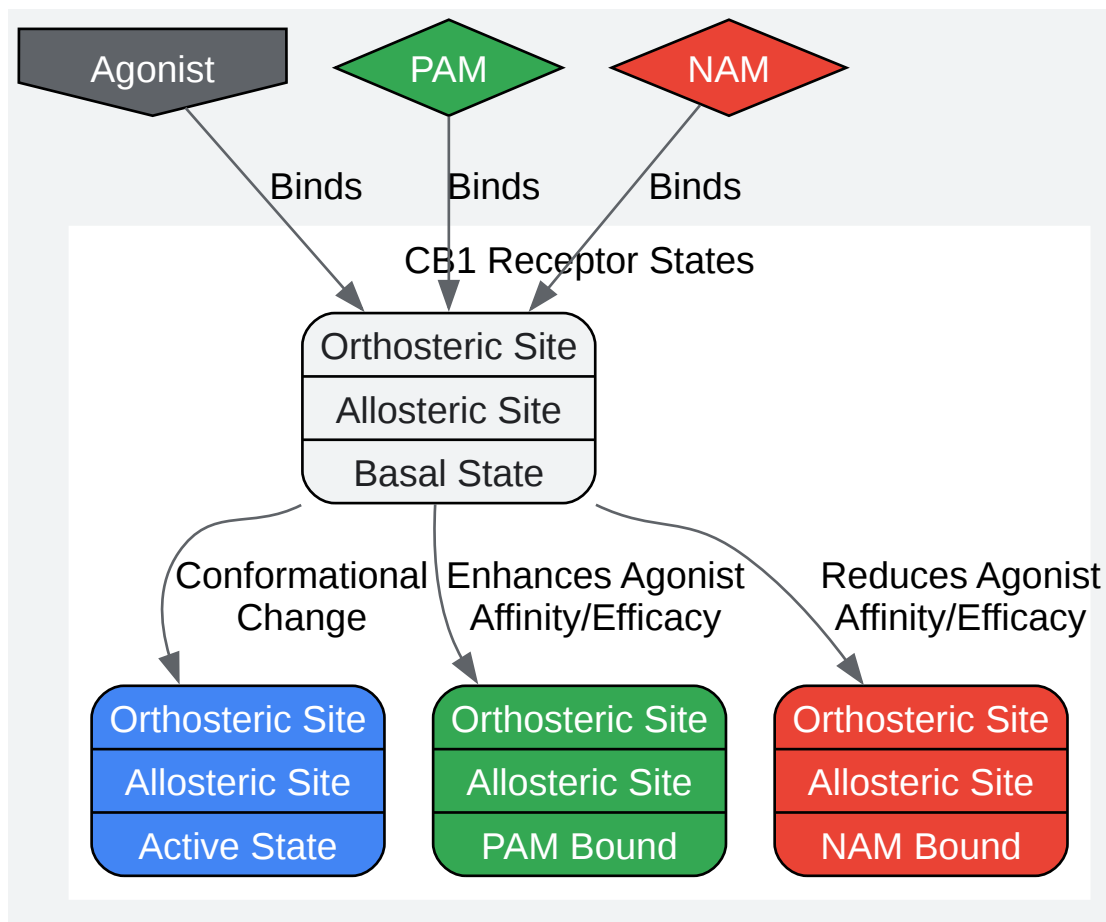 Agonist
PAM
NAM
Binds
Binds
Binds
CB1 Receptor States
Orthosteric Site
Allosteric Site
Basal State
Conformational
Change
Enhances Agonist
Affinity/Efficacy
Reduces Agonist
Affinity/Efficacy
Orthosteric Site
Allosteric Site
Active State
Orthosteric Site
Allosteric Site
PAM Bound
Orthosteric Site
Allosteric Site
NAM Bound